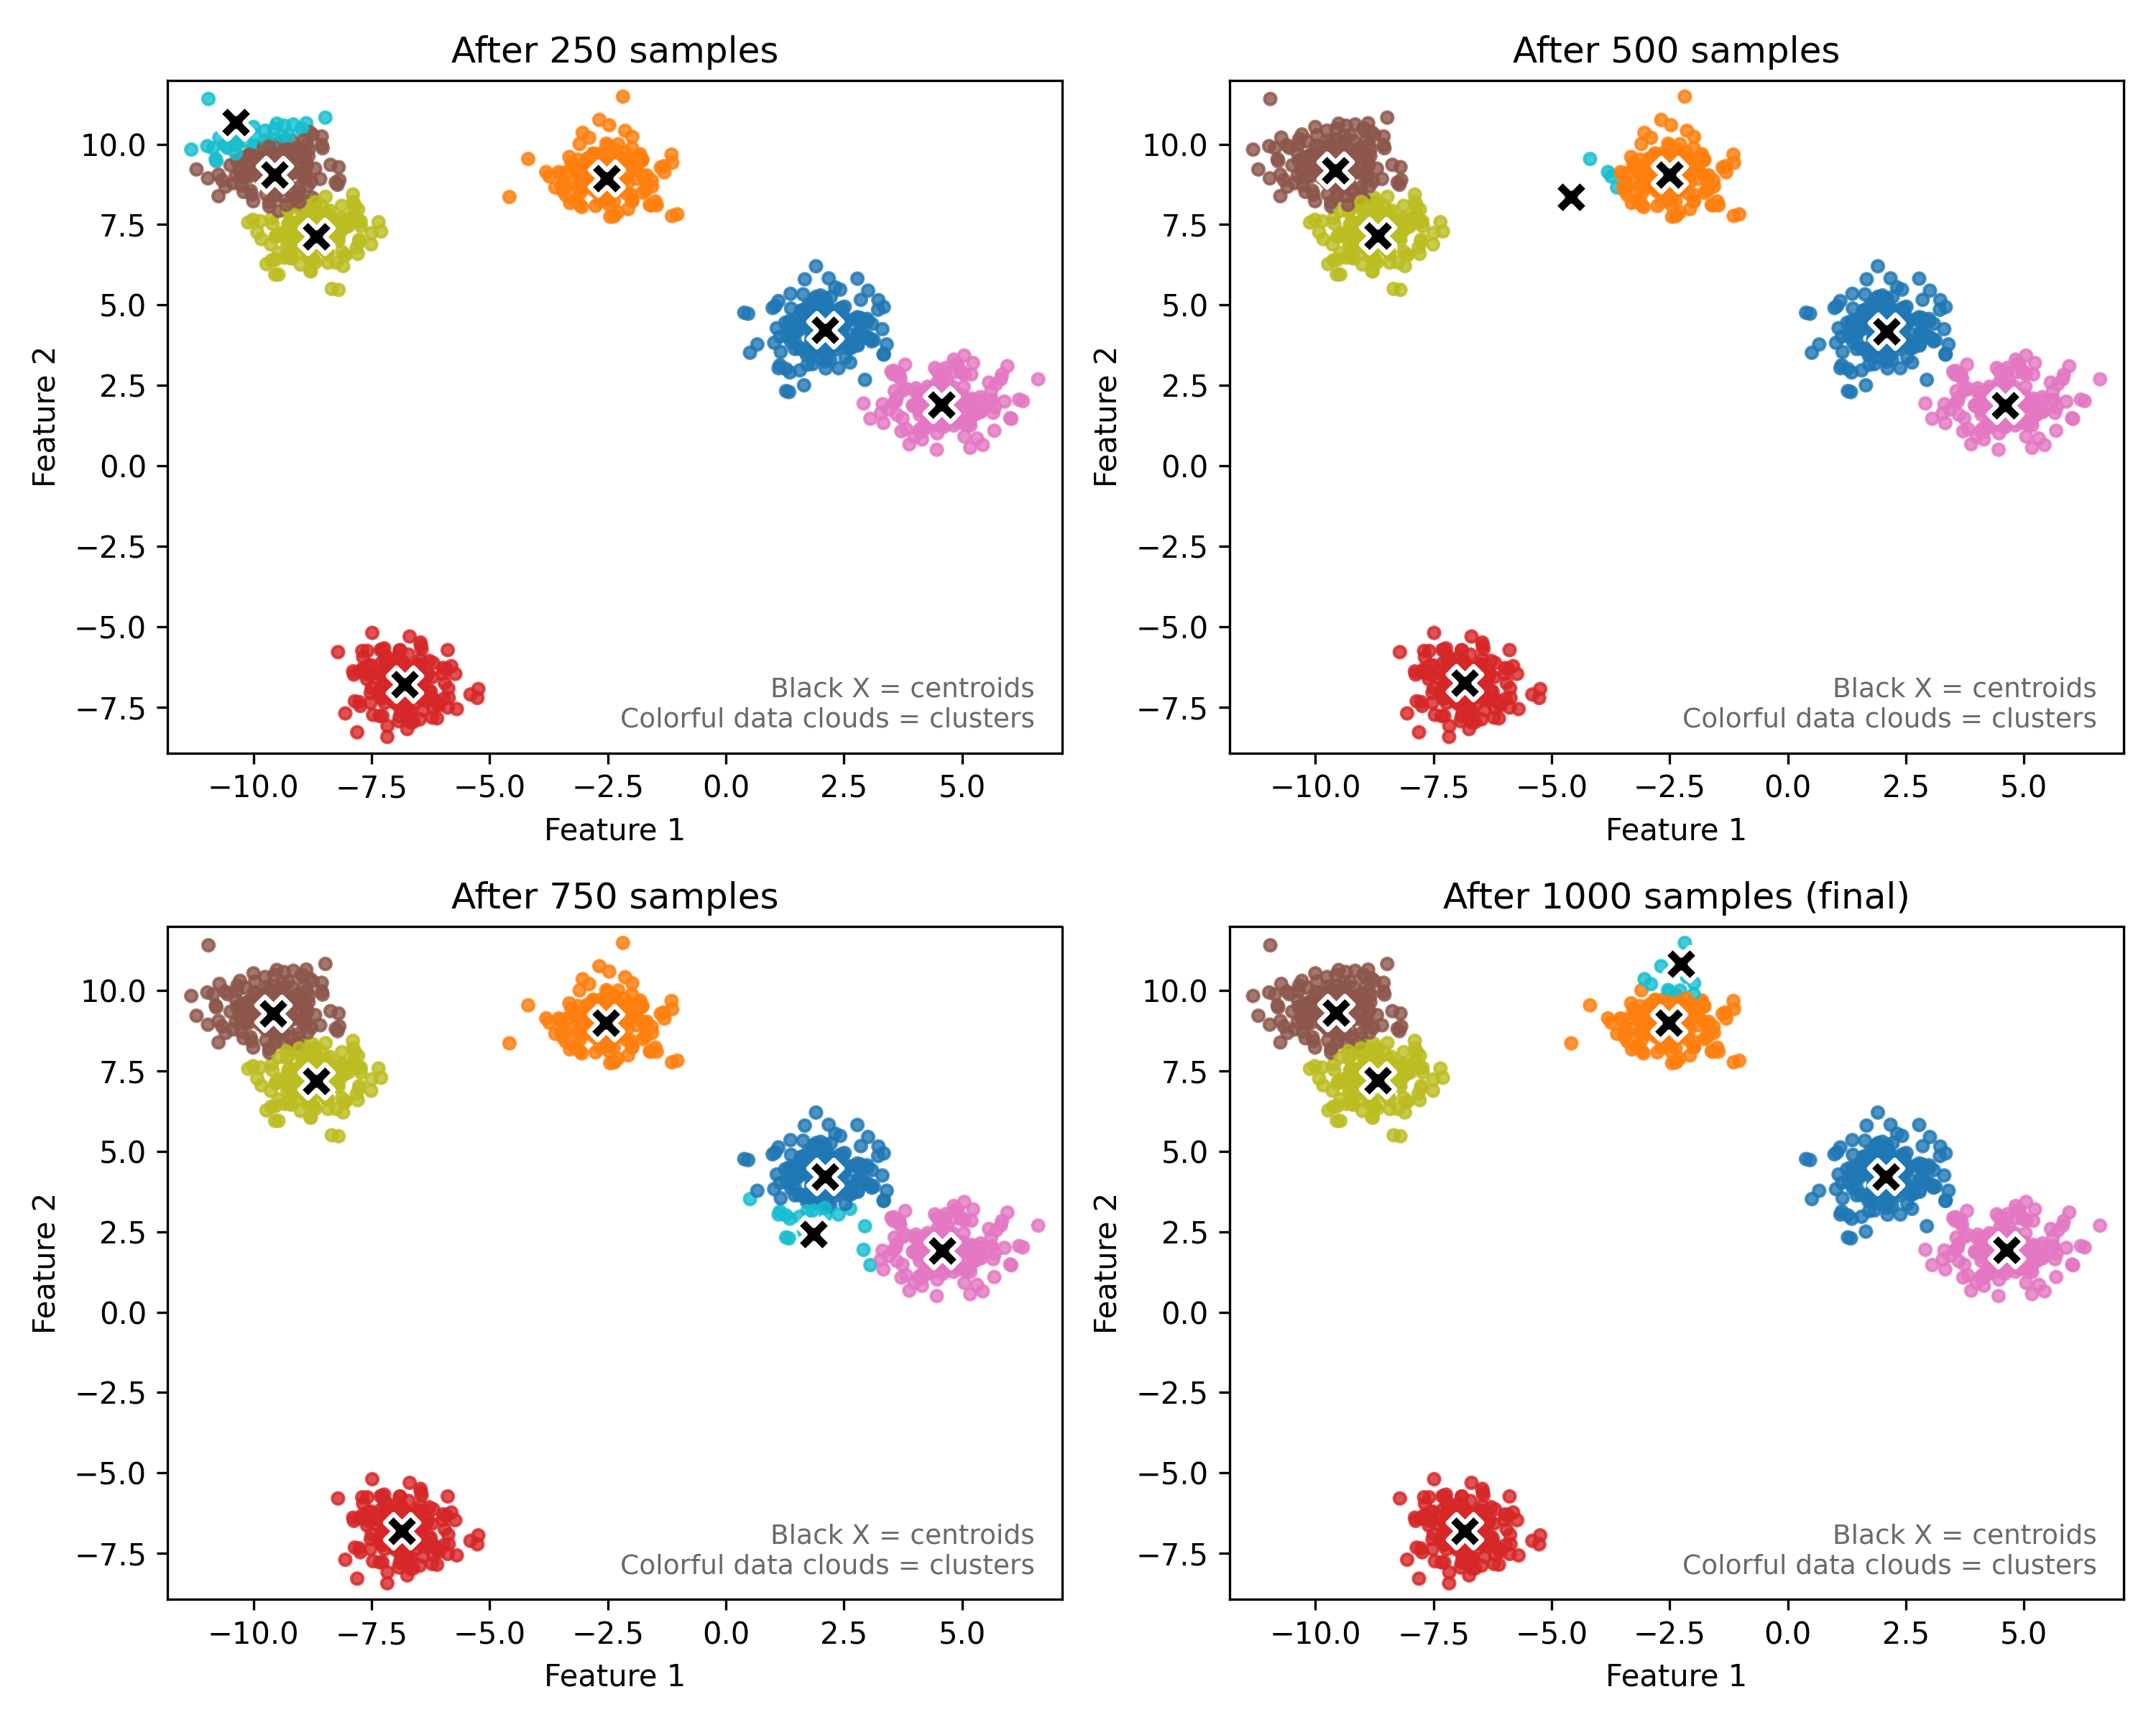 After 250 samples
10.0
7.5
5.0
2.5
0.0
−2.5
−5.0
−7.5
Feature 2
Black X = centroids
Colorful data clouds = clusters
−10.0 −7.5 −5.0 −2.5 0.0 2.5 5.0
Feature 1
After 500 samples
10.0
7.5
5.0
2.5
0.0
−2.5
−5.0
−7.5
Feature 2
Black X = centroids
Colorful data clouds = clusters
−10.0 −7.5 −5.0 −2.5 0.0 2.5 5.0
Feature 1
After 750 samples
10.0
7.5
5.0
2.5
0.0
−2.5
−5.0
−7.5
Feature 2
Black X = centroids
Colorful data clouds = clusters
−10.0 −7.5 −5.0 −2.5 0.0 2.5 5.0
Feature 1
After 1000 samples (final)
10.0
7.5
5.0
2.5
0.0
−2.5
−5.0
−7.5
Feature 2
Black X = centroids
Colorful data clouds = clusters
−10.0 −7.5 −5.0 −2.5 0.0 2.5 5.0
Feature 1